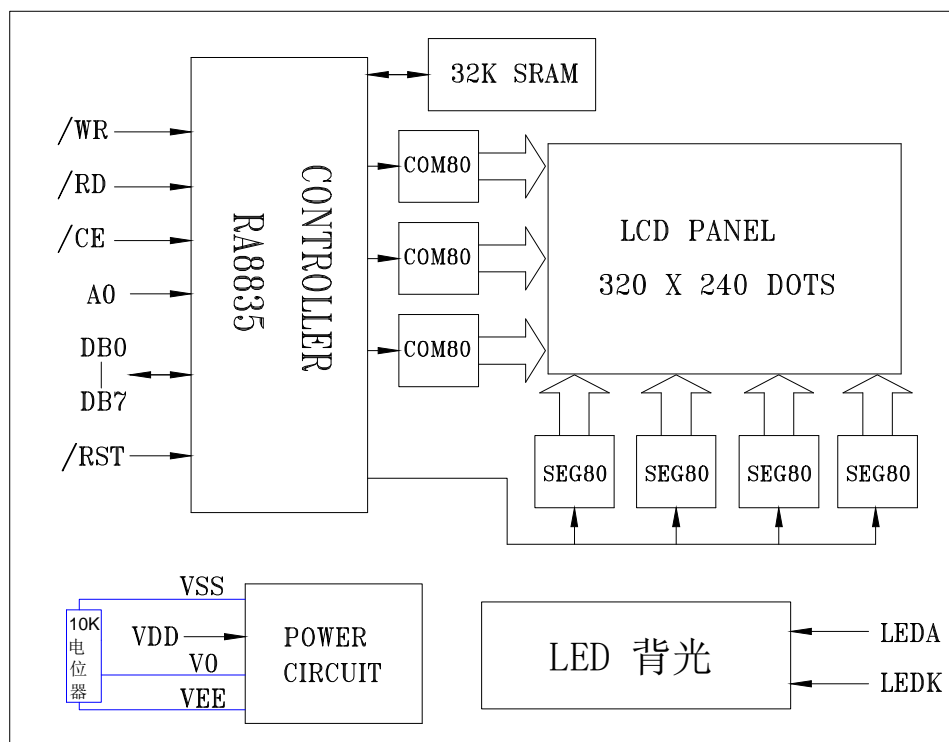 32K SRAM
/WR
/RD
/CE
A0
DB0
DB7
/RST
CONTROLLER
RA8835
COM80
COM80
COM80
LCD PANEL
320 X 240 DOTS
SEG80
SEG80
SEG80
SEG80
10K
电
位
器
VSS
VDD
V0
VEE
POWER
CIRCUIT
LED 背光
LEDA
LEDK